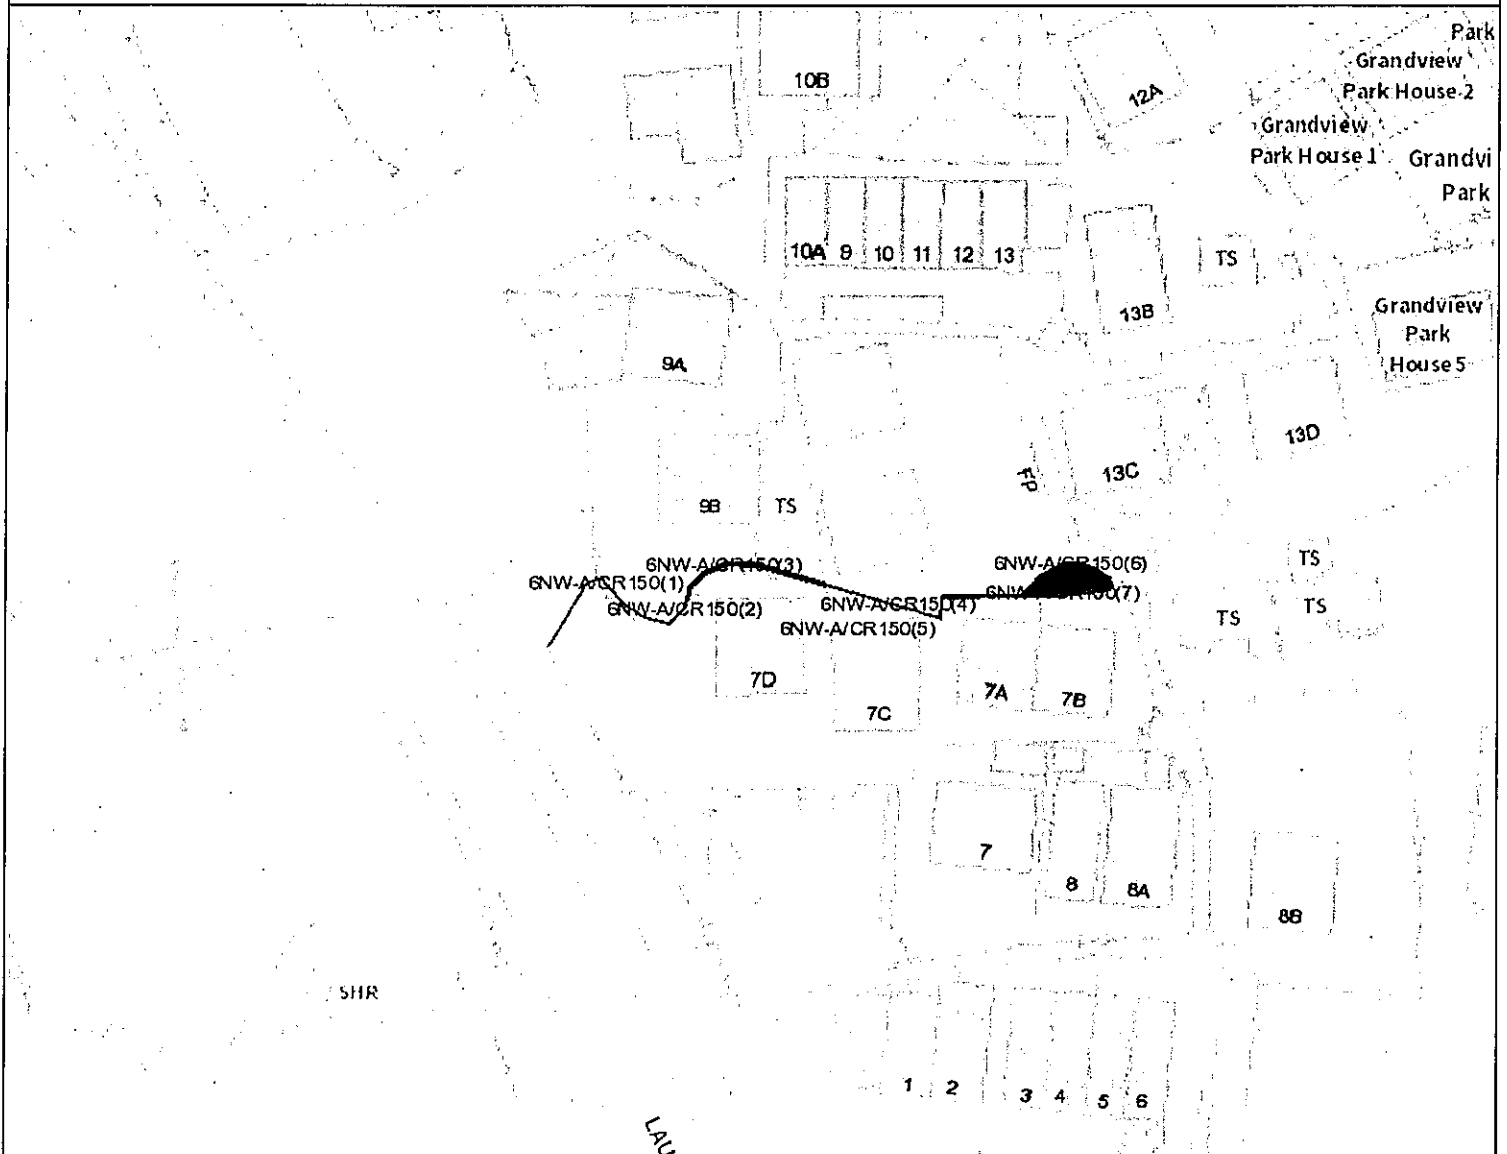 Park
Grandview
Park House 2
10B
12A
Grandview
Park House 1
Grandvi
Park
10A 9 10 11 12 13
TS
13B
Grandview
Park
House 5
9A
13D
13C
FP
9B
TS
TS
6NW-A/CR150(3)
6NW-A/CR150(6)
6NW-A/CR150(1)
6NW-A/CR150(7)
6NW-A/CR150(2)
6NW-A/CR150(4)
TS
TS
6NW-A/CR150(5)
7D
7A
7B
7C
7
8
8A
8B
SHR
1 2 3 4 5 6
LAU